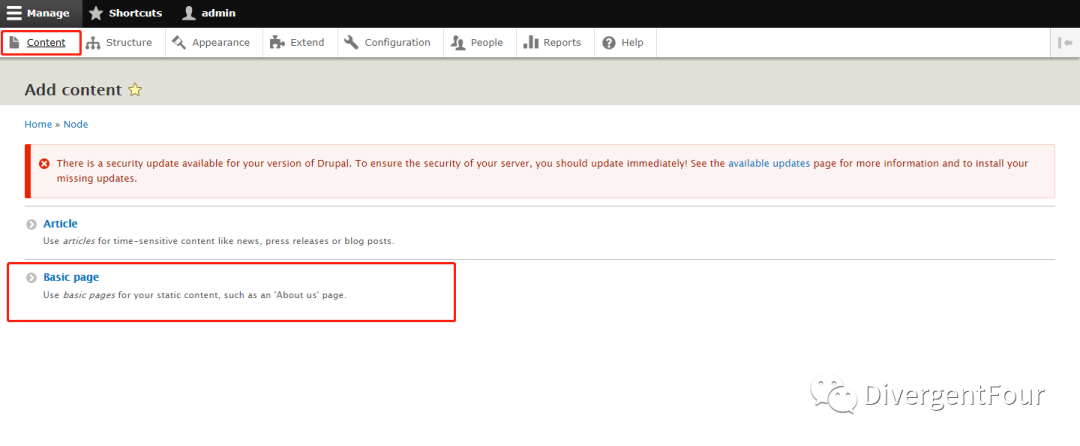 Manage Shortcuts admin
Content Structure Appearance Extend Configuration People Reports Help
Add content
Home » Node
There is a security update available for your version of Drupal. To ensure the security of your server, you should update immediately! See the available updates page for more information and to install your
missing updates.
Article
Use articles for time-sensitive content like news, press releases or blog posts.
Basic page
Use basic pages for your static content, such as an 'About us' page.
DivergentFour